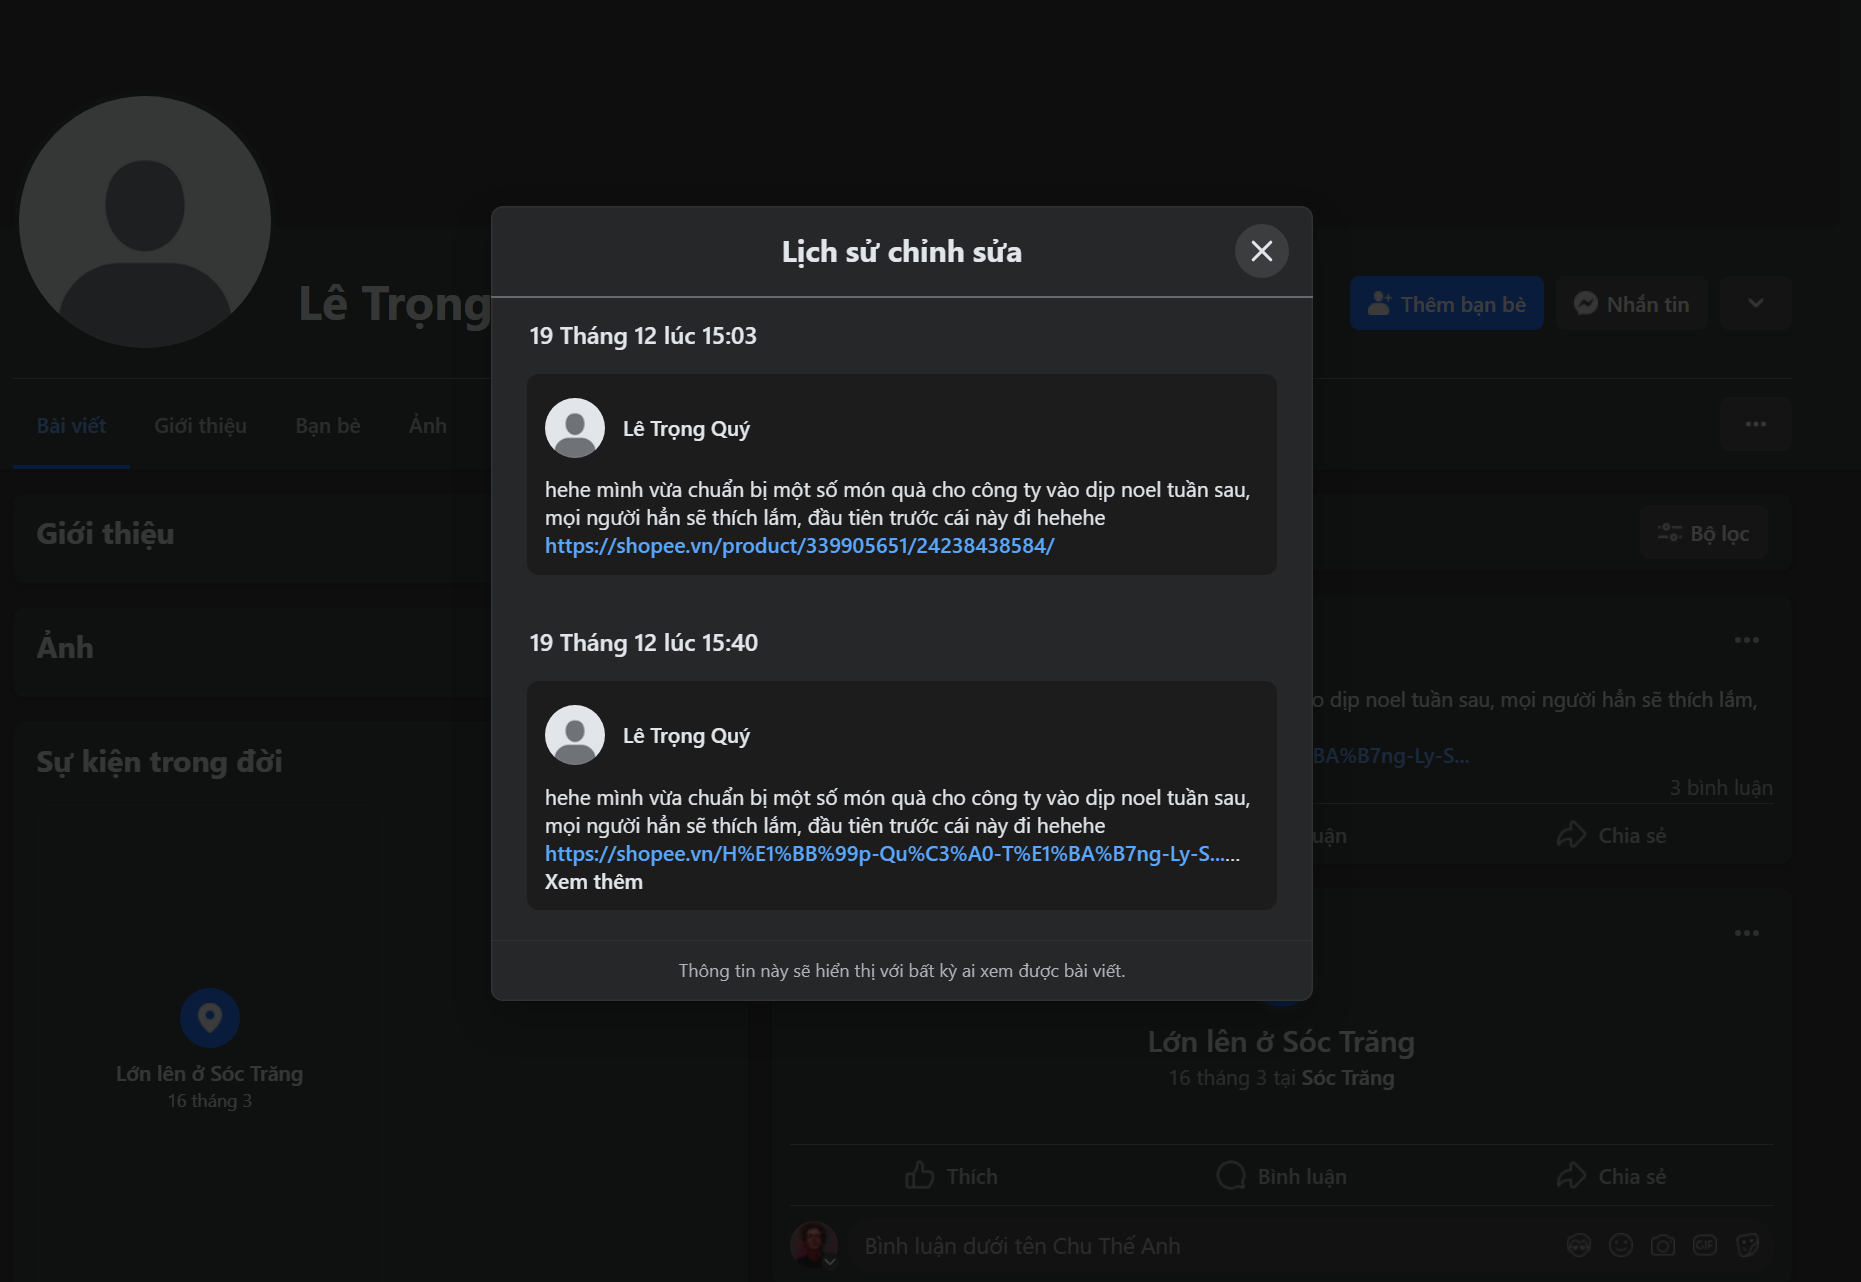 Lê Trọng
Thêm bạn bè
Nhắn tin
Bài viết
Giới thiệu
Bạn bè
Ảnh
Giới thiệu
Bộ lọc
Ảnh
Sự kiện trong đời
Lớn lên ở Sóc Trăng
16 tháng 3
Lịch sử chỉnh sửa
19 Tháng 12 lúc 15:03
Lê Trọng Quý
hehe mình vừa chuẩn bị một số món quà cho công ty vào dịp noel tuần sau,
mọi người hẳn sẽ thích lắm, đầu tiên trước cái này đi hehehe
https://shopee.vn/product/339905651/24238438584/
19 Tháng 12 lúc 15:40
Lê Trọng Quý
hehe mình vừa chuẩn bị một số món quà cho công ty vào dịp noel tuần sau,
mọi người hẳn sẽ thích lắm, đầu tiên trước cái này đi hehehe
https://shopee.vn/H%E1%BB%99p-Qu%C3%A0-T%E1%BA%B7ng-Ly-S......
Xem thêm
Thông tin này sẽ hiển thị với bất kỳ ai xem được bài viết.
o dịp noel tuần sau, mọi người hẳn sẽ thích lắm,
BA%B7ng-Ly-S...
3 bình luận
uận
Chia sẻ
Lớn lên ở Sóc Trăng
16 tháng 3 tại Sóc Trăng
Thích
Bình luận
Chia sẻ
Bình luận dưới tên Chu Thế Anh
GIF